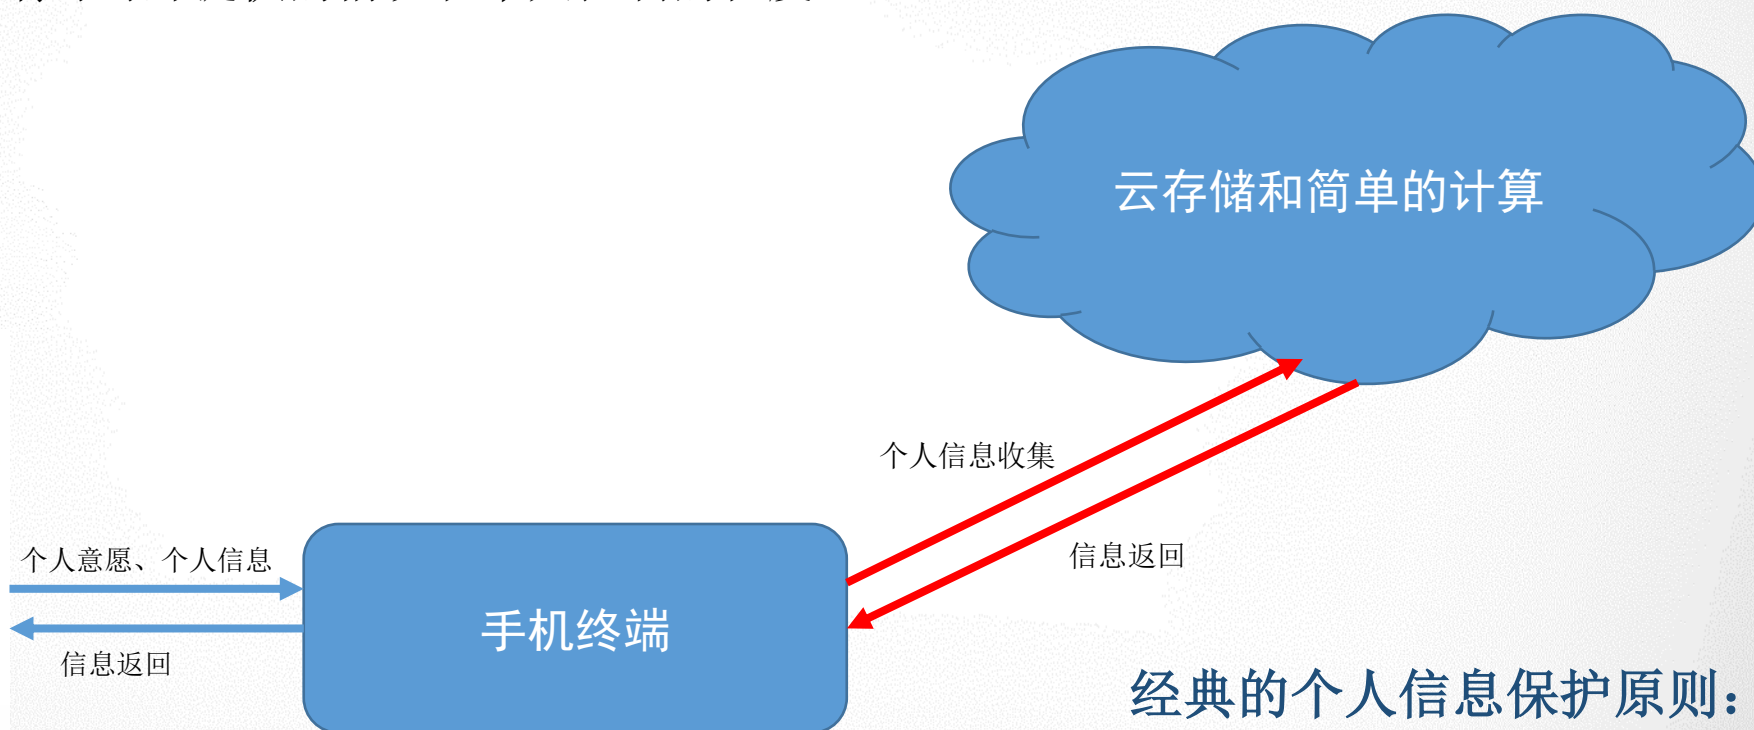 云存储和简单的计算
个人信息收集
个人意愿、个人信息
信息返回
手机终端
信息返回
经典的个人信息保护原则：